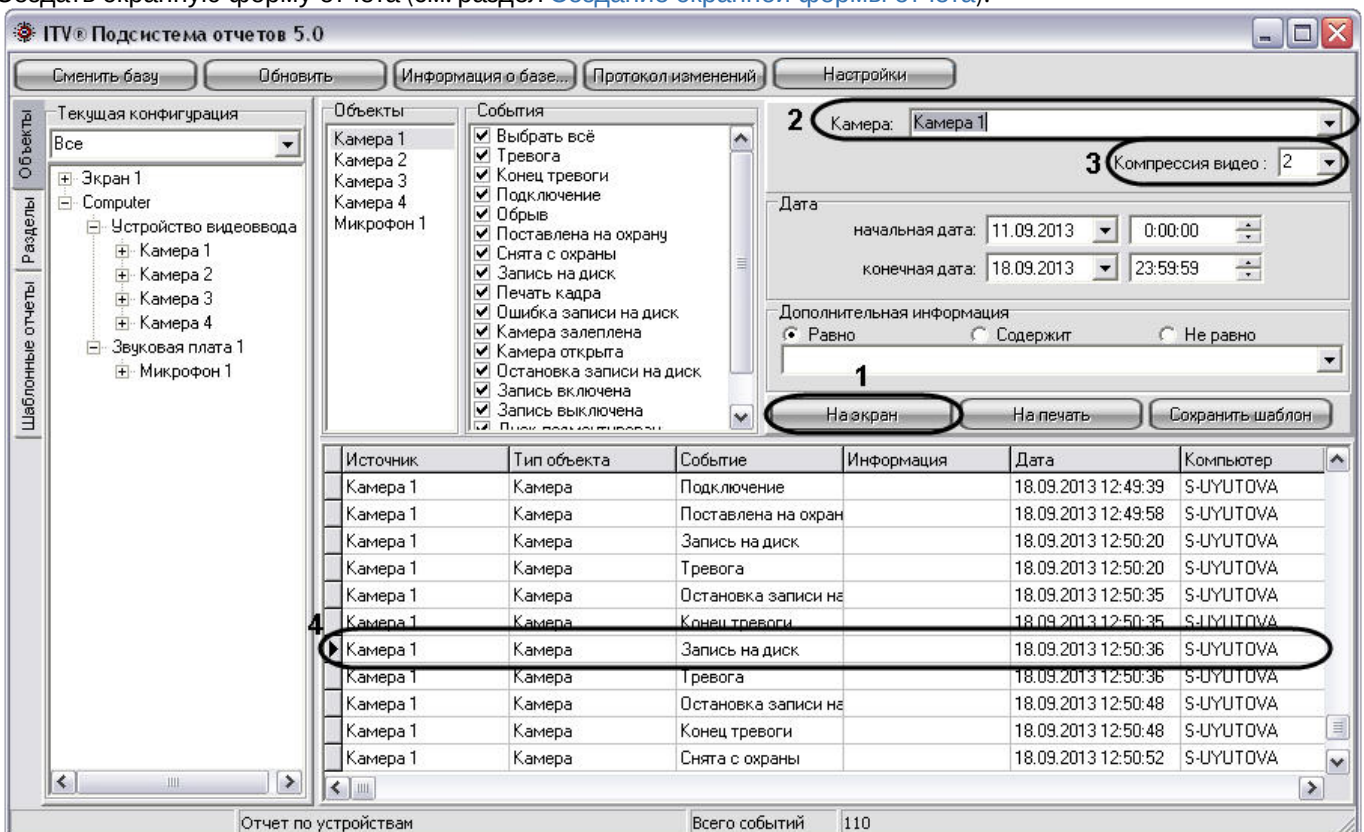 Создать экранную форму отчета (см. раздел Создание экранной формы отчета).
ITV® Подсистема отчетов 5.0
Сменить базу Обновить Информация о базе... Протокол изменений Настройки
Объекты
Разделы
Шаблонные отчеты
Текущая конфигурация
Все
Экран 1
Computer
Устройство видеоввода
Камера 1
Камера 2
Камера 3
Камера 4
Звуковая плата 1
Микрофон 1
Объекты
Камера 1
Камера 2
Камера 3
Камера 4
Микрофон 1
События
Выбрать всё
Тревога
Конец тревоги
Подключение
Обрыв
Поставлена на охрану
Снята с охраны
Запись на диск
Печать кадра
Ошибка записи на диск
Камера залеплена
Камера открыта
Остановка записи на диск
Запись включена
Запись выключена
2 Камера: Камера 1
3 Компрессия видео : 2
Дата
начальная дата: 11.09.2013 0:00:00
конечная дата: 18.09.2013 23:59:59
Дополнительная информация
Равно Содержит Не равно
1
На экран На печать Сохранить шаблон
Источник Тип объекта Событие Информация Дата Компьютер
Камера 1 Камера Подключение 18.09.2013 12:49:39 S-UYUTOVA
Камера 1 Камера Поставлена на охран 18.09.2013 12:49:58 S-UYUTOVA
Камера 1 Камера Запись на диск 18.09.2013 12:50:20 S-UYUTOVA
Камера 1 Камера Тревога 18.09.2013 12:50:20 S-UYUTOVA
Камера 1 Камера Остановка записи на 18.09.2013 12:50:35 S-UYUTOVA
Камера 1 Камера Конец тревоги 18.09.2013 12:50:35 S-UYUTOVA
4
Камера 1 Камера Запись на диск 18.09.2013 12:50:36 S-UYUTOVA
Камера 1 Камера Тревога 18.09.2013 12:50:36 S-UYUTOVA
Камера 1 Камера Остановка записи на 18.09.2013 12:50:48 S-UYUTOVA
Камера 1 Камера Конец тревоги 18.09.2013 12:50:48 S-UYUTOVA
Камера 1 Камера Снята с охраны 18.09.2013 12:50:52 S-UYUTOVA
Отчет по устройствам Всего событий 110